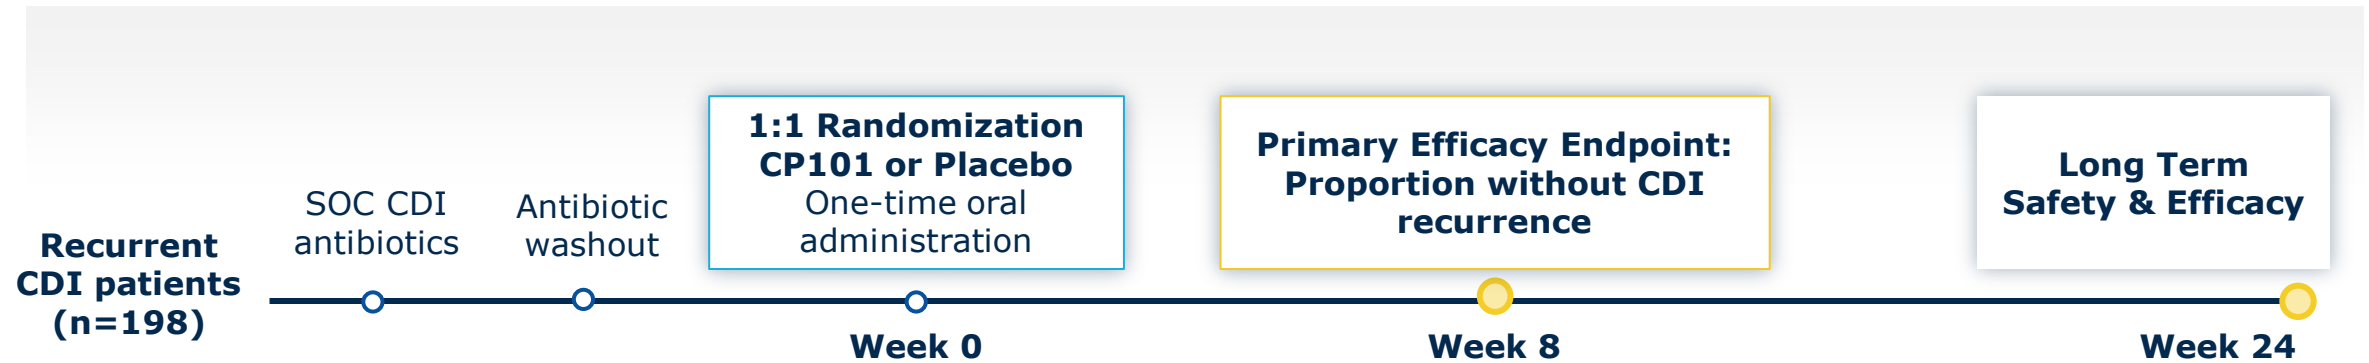 Recurrent
CDI patients
(n=198)
SOC CDI
antibiotics
Antibiotic
washout
1:1 Randomization
CP101 or Placebo
One-time oral
administration
Week 0
Primary Efficacy Endpoint:
Proportion without CDI
recurrence
Week 8
Long Term
Safety & Efficacy
Week 24